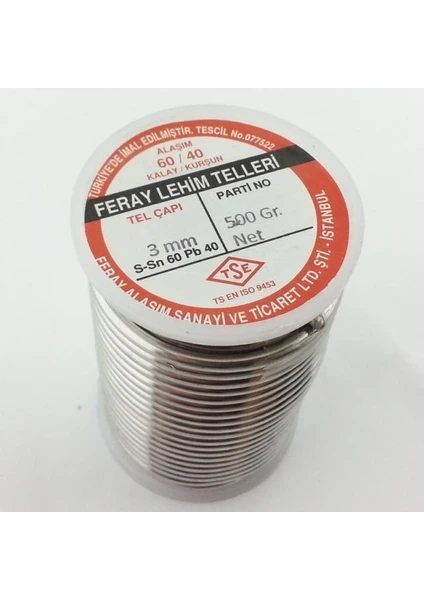 TÜRKİYE'DE İMAL EDİLMİŞTİR. TESCİL No.077522
ALAŞIM
60 / 40
KALAY / KURŞUN
FERAY LEHİM TELLERİ
TEL ÇAPI
PARTİ NO
3 mm
500 Gr.
S-Sn 60 Pb 40
Net
TSE
TS EN ISO 9453
FERAY ALAŞIM SANAYİ VE TİCARET LTD. ŞTİ. - İSTANBUL